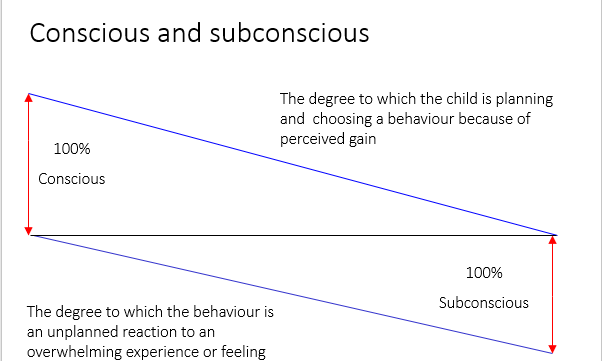 Conscious and subconscious
The degree to which the child is planning
and  choosing a behaviour because of
perceived gain
100%
Conscious
100%
Subconscious
The degree to which the behaviour is
an unplanned reaction to an
overwhelming experience or feeling